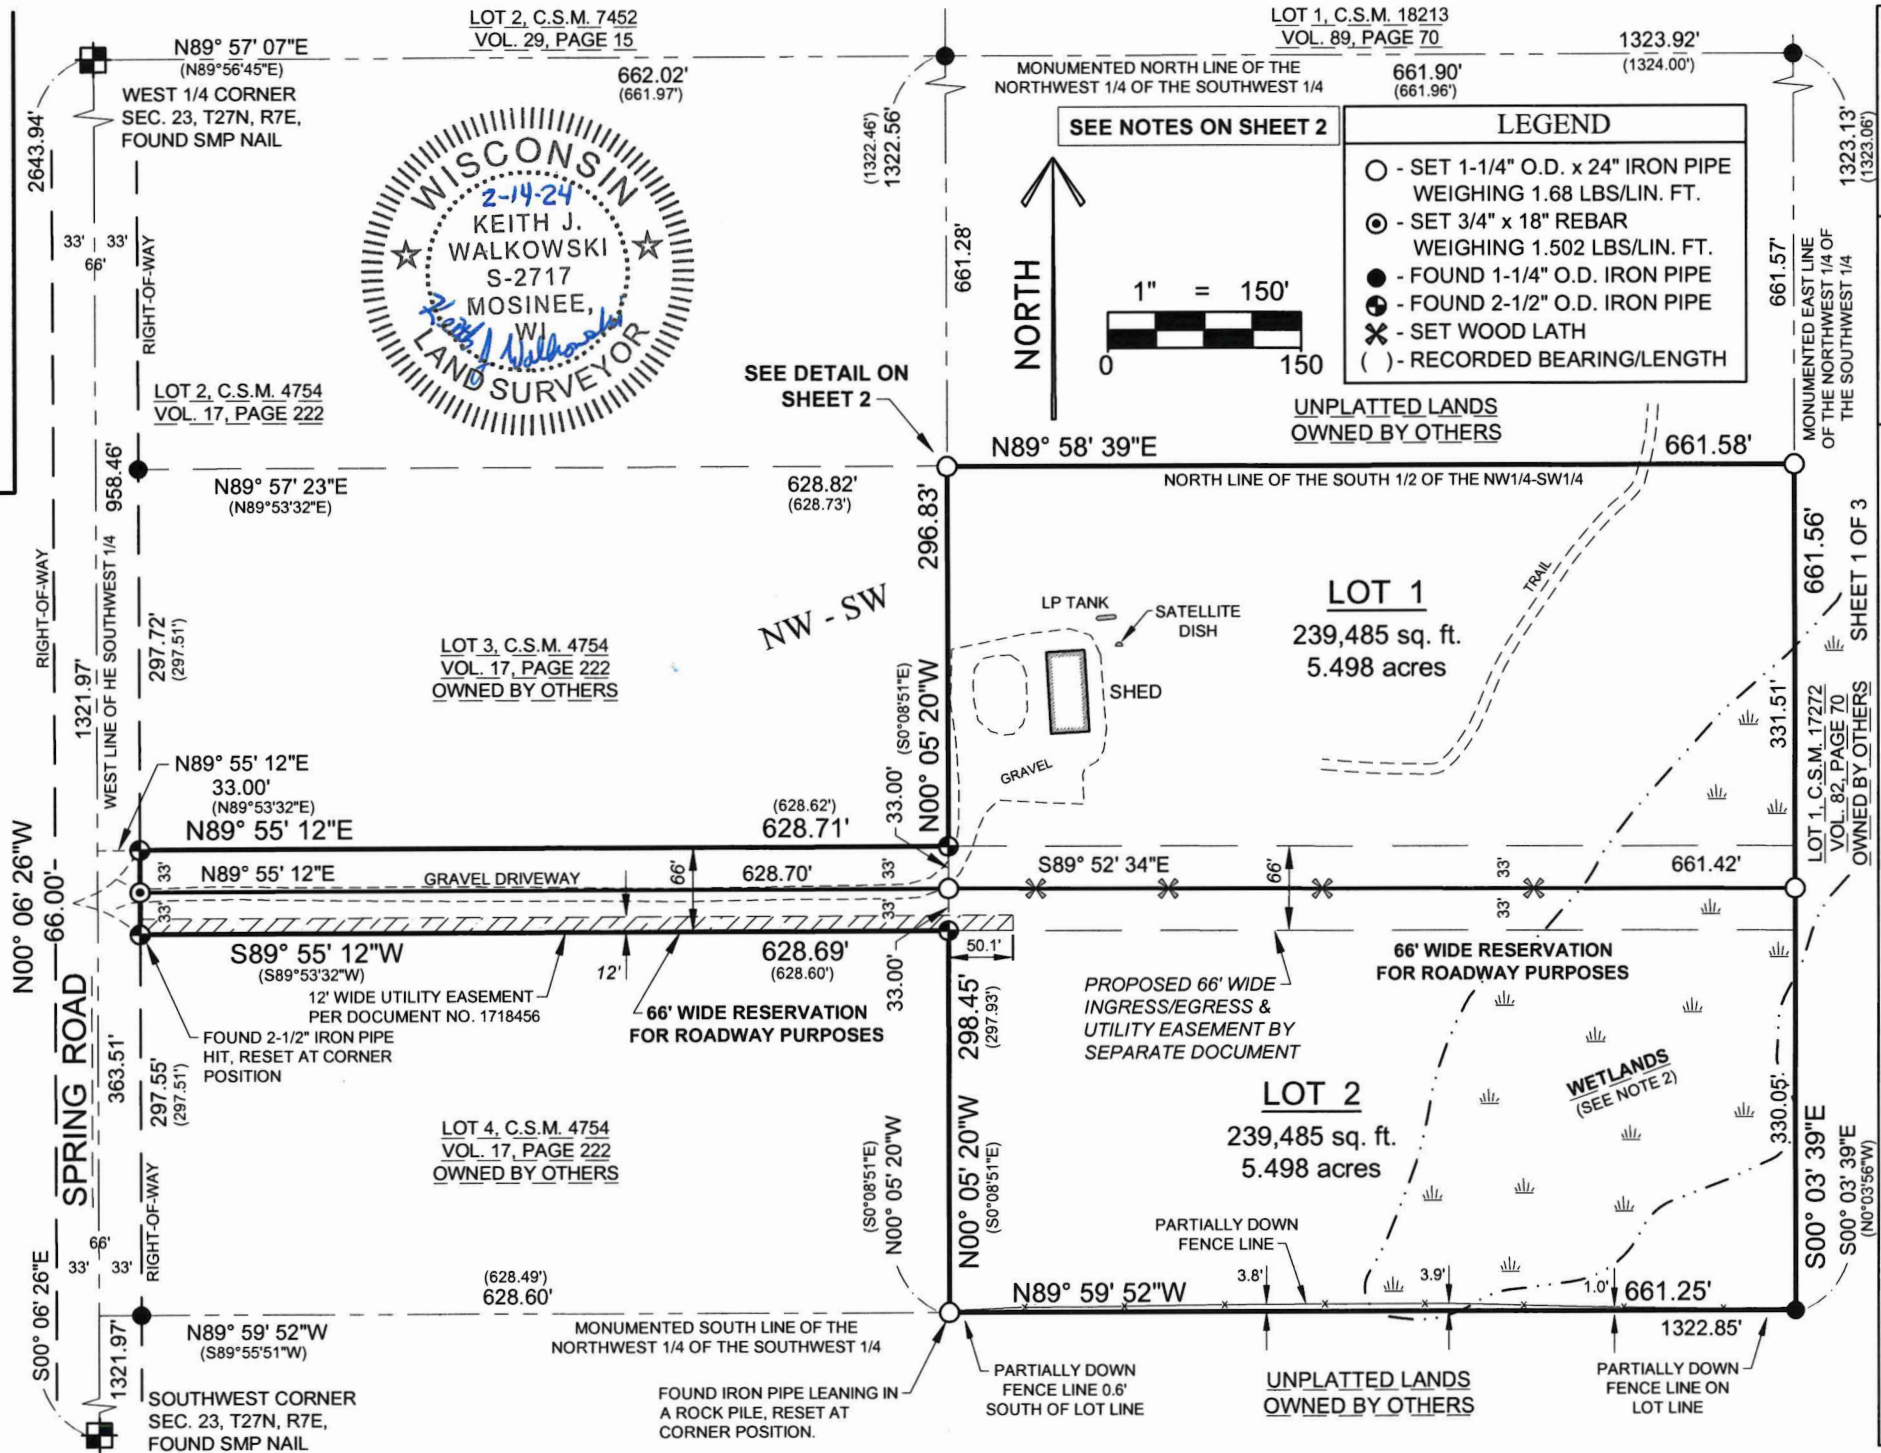 LOT 2, C.S.M. 7452
VOL. 29, PAGE 15
LOT 1, C.S.M. 18213
VOL. 89, PAGE 70
N89° 57' 07"E
(N89°56'45"E)
662.02'
(661.97')
MONUMENTED NORTH LINE OF THE
NORTHWEST 1/4 OF THE SOUTHWEST 1/4
661.90'
(661.96')
1323.92'
(1324.00')
WEST 1/4 CORNER
SEC. 23, T27N, R7E,
FOUND SMP NAIL
2643.94'
33'
33'
66'
RIGHT-OF-WAY
WISCONSIN
2-14-24
KEITH J.
WALKOWSKI
S-2717
MOSINEE,
WI
Keith J Walkowski
LAND SURVEYOR
(1322.46')
1322.56'
661.28'
SEE NOTES ON SHEET 2
NORTH
1" = 150'
0
150
LEGEND
- SET 1-1/4" O.D. x 24" IRON PIPE
WEIGHING 1.68 LBS/LIN. FT.
- SET 3/4" x 18" REBAR
WEIGHING 1.502 LBS/LIN. FT.
- FOUND 1-1/4" O.D. IRON PIPE
- FOUND 2-1/2" O.D. IRON PIPE
- SET WOOD LATH
( ) - RECORDED BEARING/LENGTH
1323.13'
(1323.06')
661.57'
MONUMENTED EAST LINE
OF THE NORTHWEST 1/4 OF
THE SOUTHWEST 1/4
LOT 2, C.S.M. 4754
VOL. 17, PAGE 222
SEE DETAIL ON
SHEET 2
UNPLATTED LANDS
OWNED BY OTHERS
N89° 58' 39"E
661.58'
NORTH LINE OF THE SOUTH 1/2 OF THE NW1/4-SW1/4
958.46'
N89° 57' 23"E
(N89°53'32"E)
628.82'
(628.73')
296.83'
RIGHT-OF-WAY
1321.97'
WEST LINE OF HE SOUTHWEST 1/4
297.72'
(297.51')
LOT 3, C.S.M. 4754
VOL. 17, PAGE 222
OWNED BY OTHERS
NW - SW
(S0°08'51"E)
N00° 05' 20"W
LP TANK
SATELLITE
DISH
SHED
GRAVEL
LOT 1
239,485 sq. ft.
5.498 acres
TRAIL
661.56'
331.51'
SHEET 1 OF 3
LOT 1, C.S.M. 17272
VOL. 82, PAGE 70
OWNED BY OTHERS
N89° 55' 12"E
33.00'
(N89°53'32"E)
N89° 55' 12"E
(628.62')
628.71'
33.00'
N00° 06' 26"W
66.00'
33'
N89° 55' 12"E
GRAVEL DRIVEWAY
66'
628.70'
33'
S89° 52' 34"E
66'
33'
661.42'
33'
33'
33'
S89° 55' 12"W
(S89°53'32"W)
12'
628.69'
(628.60')
50.1'
33.00'
12' WIDE UTILITY EASEMENT
PER DOCUMENT NO. 1718456
66' WIDE RESERVATION
FOR ROADWAY PURPOSES
FOUND 2-1/2" IRON PIPE
HIT, RESET AT CORNER
POSITION
66' WIDE RESERVATION
FOR ROADWAY PURPOSES
PROPOSED 66' WIDE
INGRESS/EGRESS &
UTILITY EASEMENT BY
SEPARATE DOCUMENT
SPRING ROAD
363.51'
297.55'
(297.51')
298.45'
(297.93')
LOT 4, C.S.M. 4754
VOL. 17, PAGE 222
OWNED BY OTHERS
(S0°08'51"E)
N00° 05' 20"W
N00° 05' 20"W
(S0°08'51"E)
LOT 2
239,485 sq. ft.
5.498 acres
WETLANDS
(SEE NOTE 2)
330.05'
S00° 03' 39"E
S00° 03' 39"E
(N0°03'56"W)
RIGHT-OF-WAY
66'
33'
33'
S00° 06' 26"E
1321.97'
(628.49')
628.60'
PARTIALLY DOWN
FENCE LINE
N89° 59' 52"W
3.8'
3.9'
1.0'
661.25'
1322.85'
N89° 59' 52"W
(S89°55'51"W)
MONUMENTED SOUTH LINE OF THE
NORTHWEST 1/4 OF THE SOUTHWEST 1/4
SOUTHWEST CORNER
SEC. 23, T27N, R7E,
FOUND SMP NAIL
FOUND IRON PIPE LEANING IN
A ROCK PILE, RESET AT
CORNER POSITION.
PARTIALLY DOWN
FENCE LINE 0.6'
SOUTH OF LOT LINE
UNPLATTED LANDS
OWNED BY OTHERS
PARTIALLY DOWN
FENCE LINE ON
LOT LINE